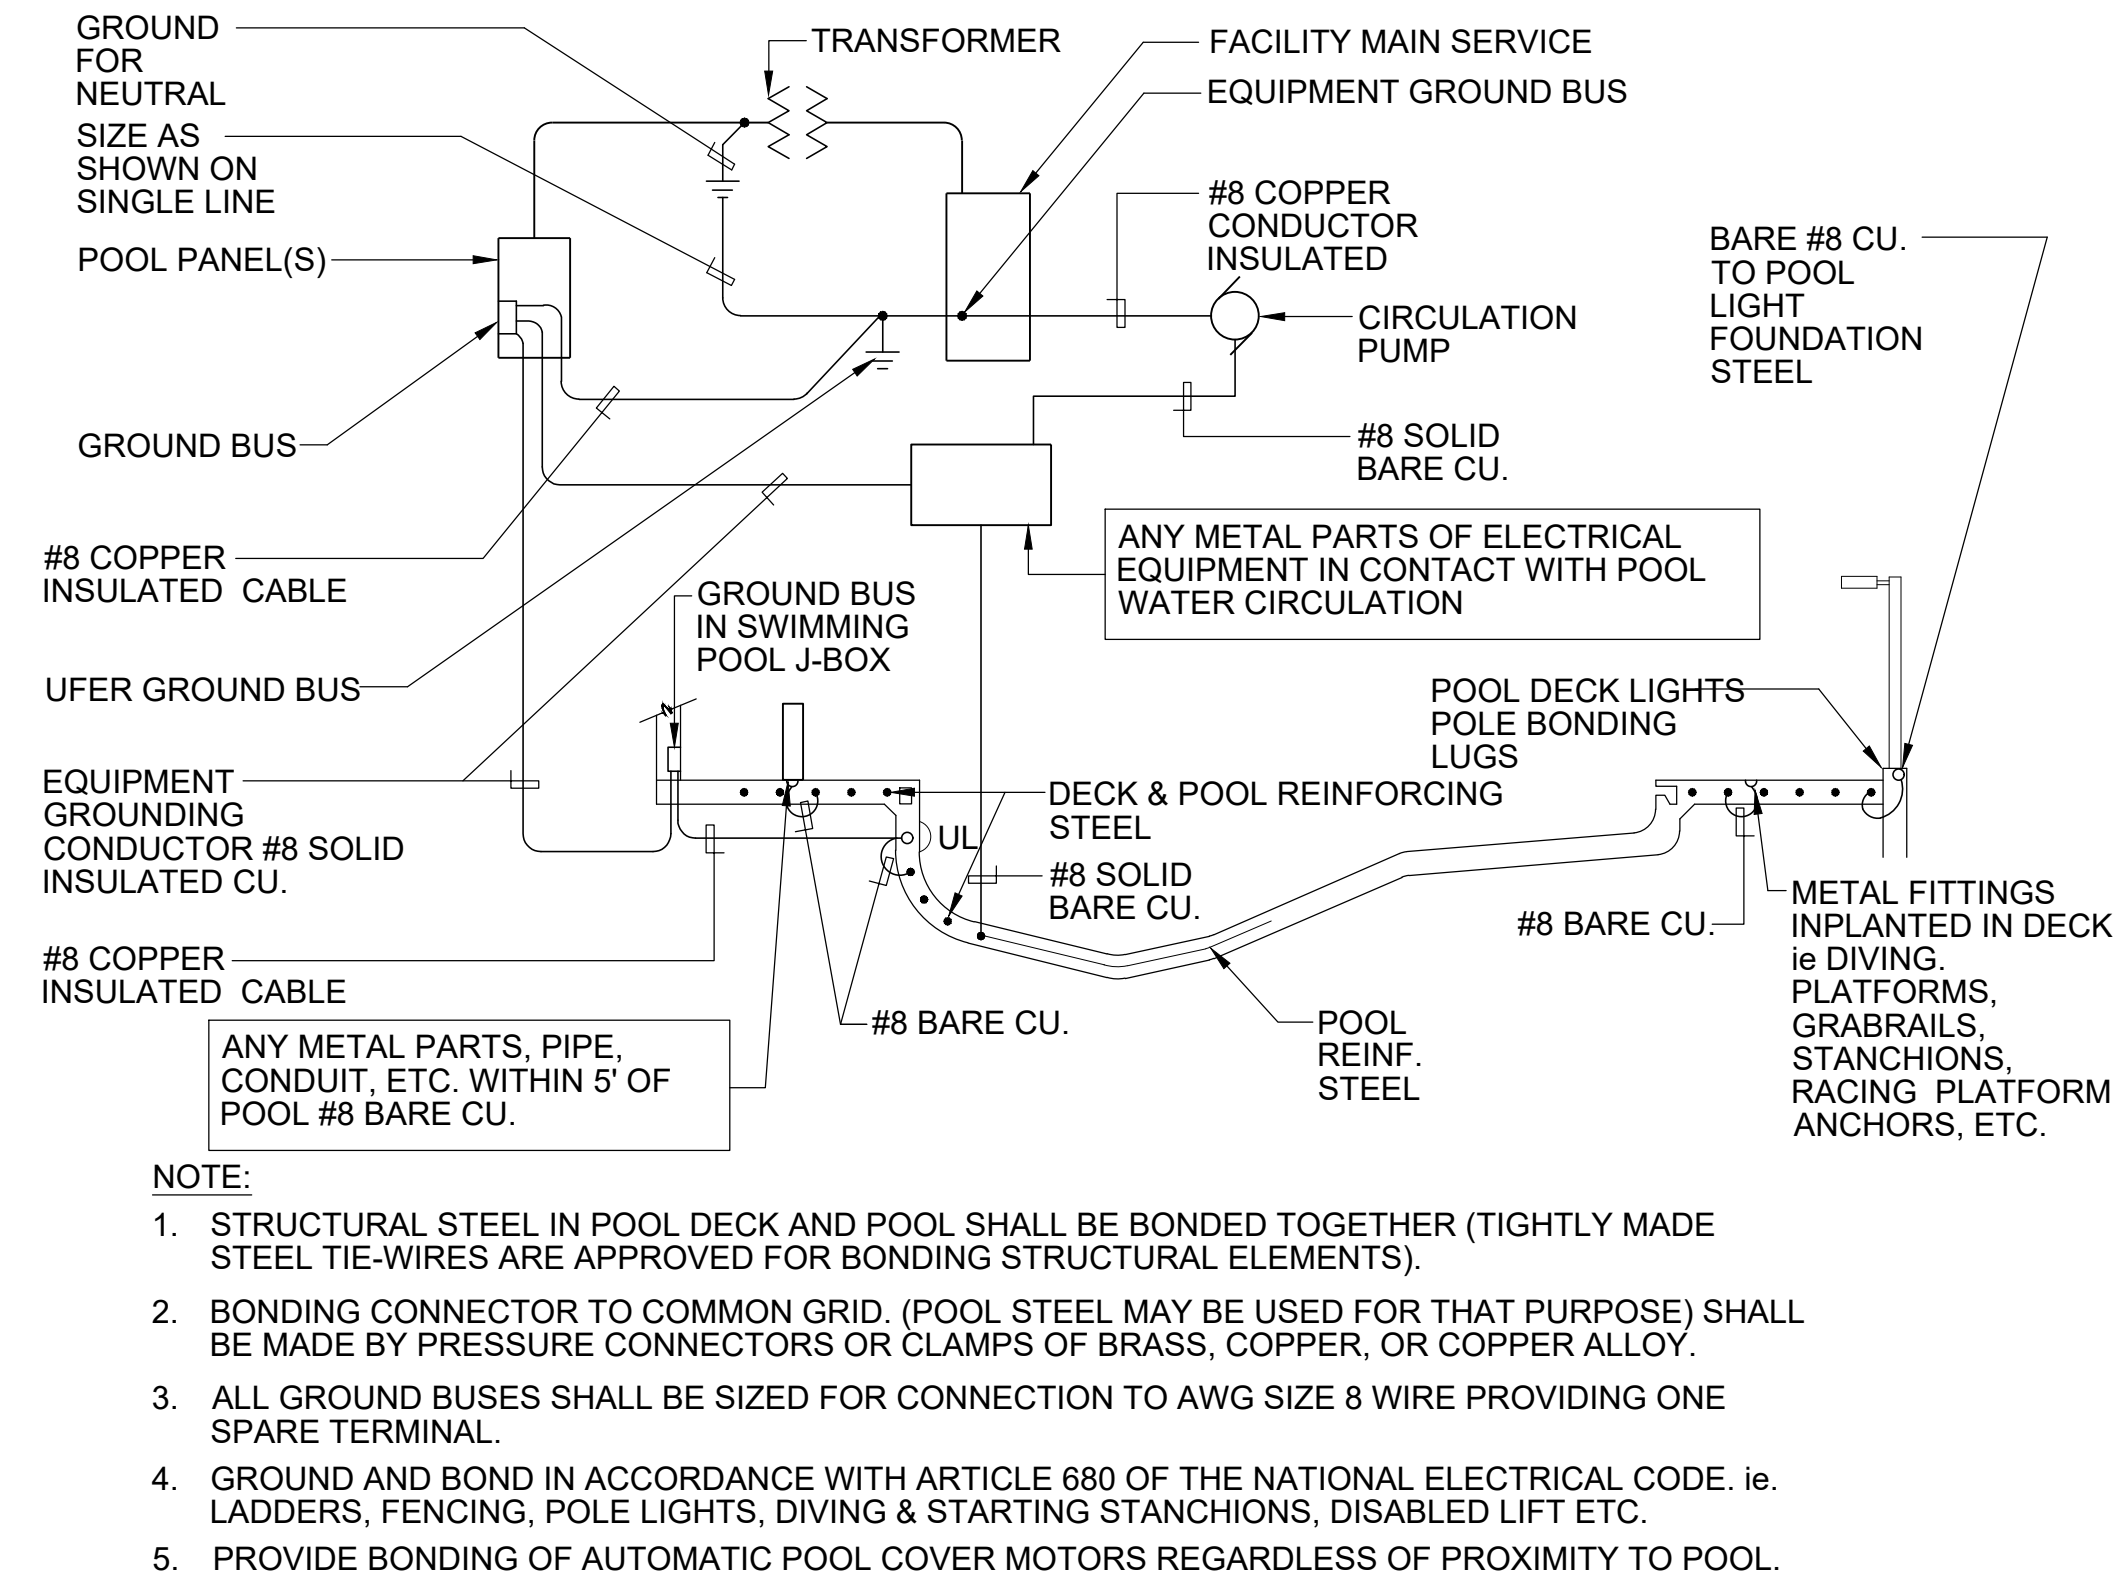 GROUND
FOR
NEUTRAL
SIZE AS
SHOWN ON
SINGLE LINE
POOL PANEL(S)
GROUND BUS
#8 COPPER
INSULATED CABLE
UFER GROUND BUS
EQUIPMENT
GROUNDING
CONDUCTOR #8 SOLID
INSULATED CU.
#8 COPPER
INSULATED CABLE
TRANSFORMER
FACILITY MAIN SERVICE
EQUIPMENT GROUND BUS
#8 COPPER
CONDUCTOR
INSULATED
CIRCULATION
PUMP
#8 SOLID
BARE CU.
BARE #8 CU.
TO POOL
LIGHT
FOUNDATION
STEEL
ANY METAL PARTS OF ELECTRICAL
EQUIPMENT IN CONTACT WITH POOL
WATER CIRCULATION
GROUND BUS
IN SWIMMING
POOL J-BOX
POOL DECK LIGHTS
POLE BONDING
LUGS
DECK & POOL REINFORCING
STEEL
UL
#8 SOLID
BARE CU.
#8 BARE CU.
METAL FITTINGS
INPLANTED IN DECK
ie DIVING.
PLATFORMS,
GRABRAILS,
STANCHIONS,
RACING PLATFORM
ANCHORS, ETC.
#8 BARE CU.
POOL
REINF.
STEEL
ANY METAL PARTS, PIPE,
CONDUIT, ETC. WITHIN 5' OF
POOL #8 BARE CU.
NOTE:
1. STRUCTURAL STEEL IN POOL DECK AND POOL SHALL BE BONDED TOGETHER (TIGHTLY MADE
STEEL TIE-WIRES ARE APPROVED FOR BONDING STRUCTURAL ELEMENTS).
2. BONDING CONNECTOR TO COMMON GRID. (POOL STEEL MAY BE USED FOR THAT PURPOSE) SHALL
BE MADE BY PRESSURE CONNECTORS OR CLAMPS OF BRASS, COPPER, OR COPPER ALLOY.
3. ALL GROUND BUSES SHALL BE SIZED FOR CONNECTION TO AWG SIZE 8 WIRE PROVIDING ONE
SPARE TERMINAL.
4. GROUND AND BOND IN ACCORDANCE WITH ARTICLE 680 OF THE NATIONAL ELECTRICAL CODE. ie.
LADDERS, FENCING, POLE LIGHTS, DIVING & STARTING STANCHIONS, DISABLED LIFT ETC.
5. PROVIDE BONDING OF AUTOMATIC POOL COVER MOTORS REGARDLESS OF PROXIMITY TO POOL.